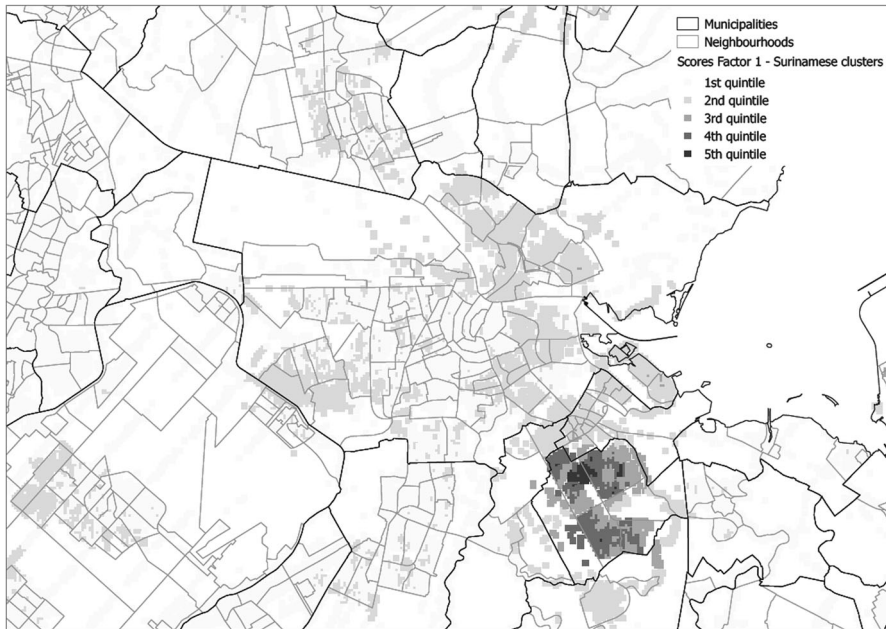 Municipalities
Neighbourhoods
Scores Factor 1 - Surinamese clusters
1st quintile
2nd quintile
3rd quintile
4th quintile
5th quintile